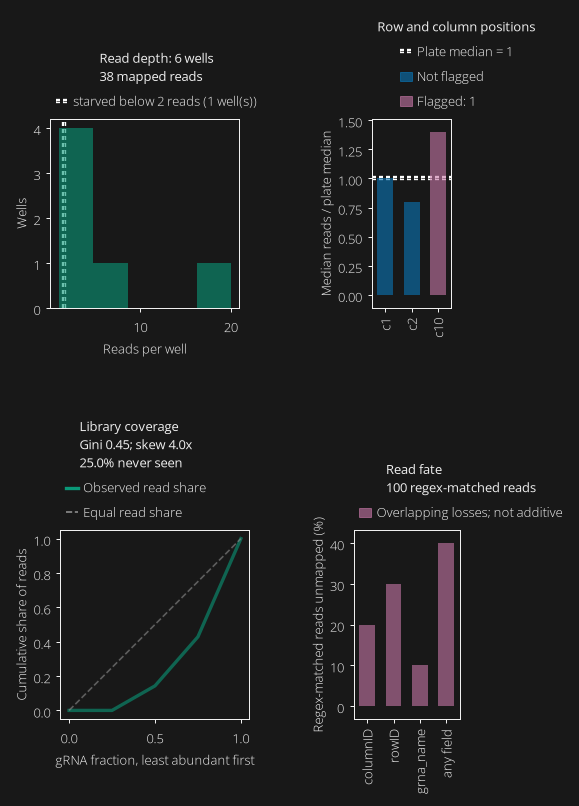 Read depth: 6 wells
38 mapped reads
starved below 2 reads (1 well(s))
4
3
2
1
0
Wells
10
20
Reads per well
Row and column positions
Plate median = 1
Not flagged
Flagged: 1
1.50
1.25
1.00
0.75
0.50
0.25
0.00
Median reads / plate median
c1
c2
c10
Library coverage
Gini 0.45; skew 4.0x
25.0% never seen
Observed read share
Equal read share
1.0
0.8
0.6
0.4
0.2
0.0
Cumulative share of reads
0.0
0.5
1.0
gRNA fraction, least abundant first
Read fate
100 regex-matched reads
Overlapping losses; not additive
40
30
20
10
0
Regex-matched reads unmapped (%)
columnID
rowID
grna_name
any field